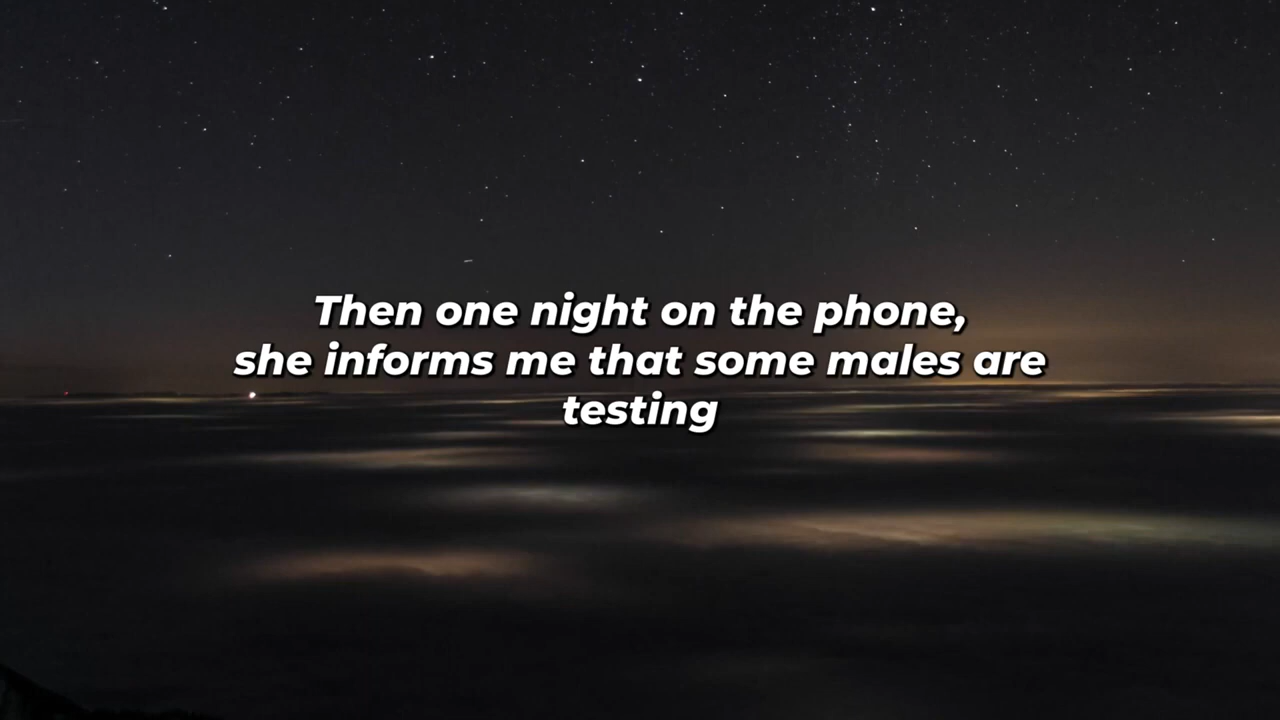 Then one night on the phone,
she informs me that some males are
testing